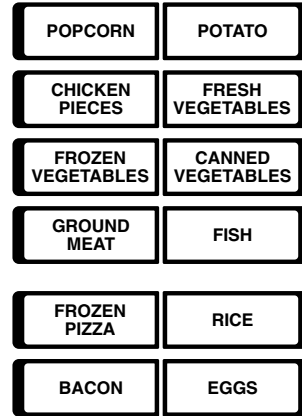 POPCORN
POTATO
CHICKEN
PIECES
FRESH
VEGETABLES
FROZEN
VEGETABLES
CANNED
VEGETABLES
GROUND
MEAT
FISH
FROZEN
PIZZA
RICE
BACON
EGGS